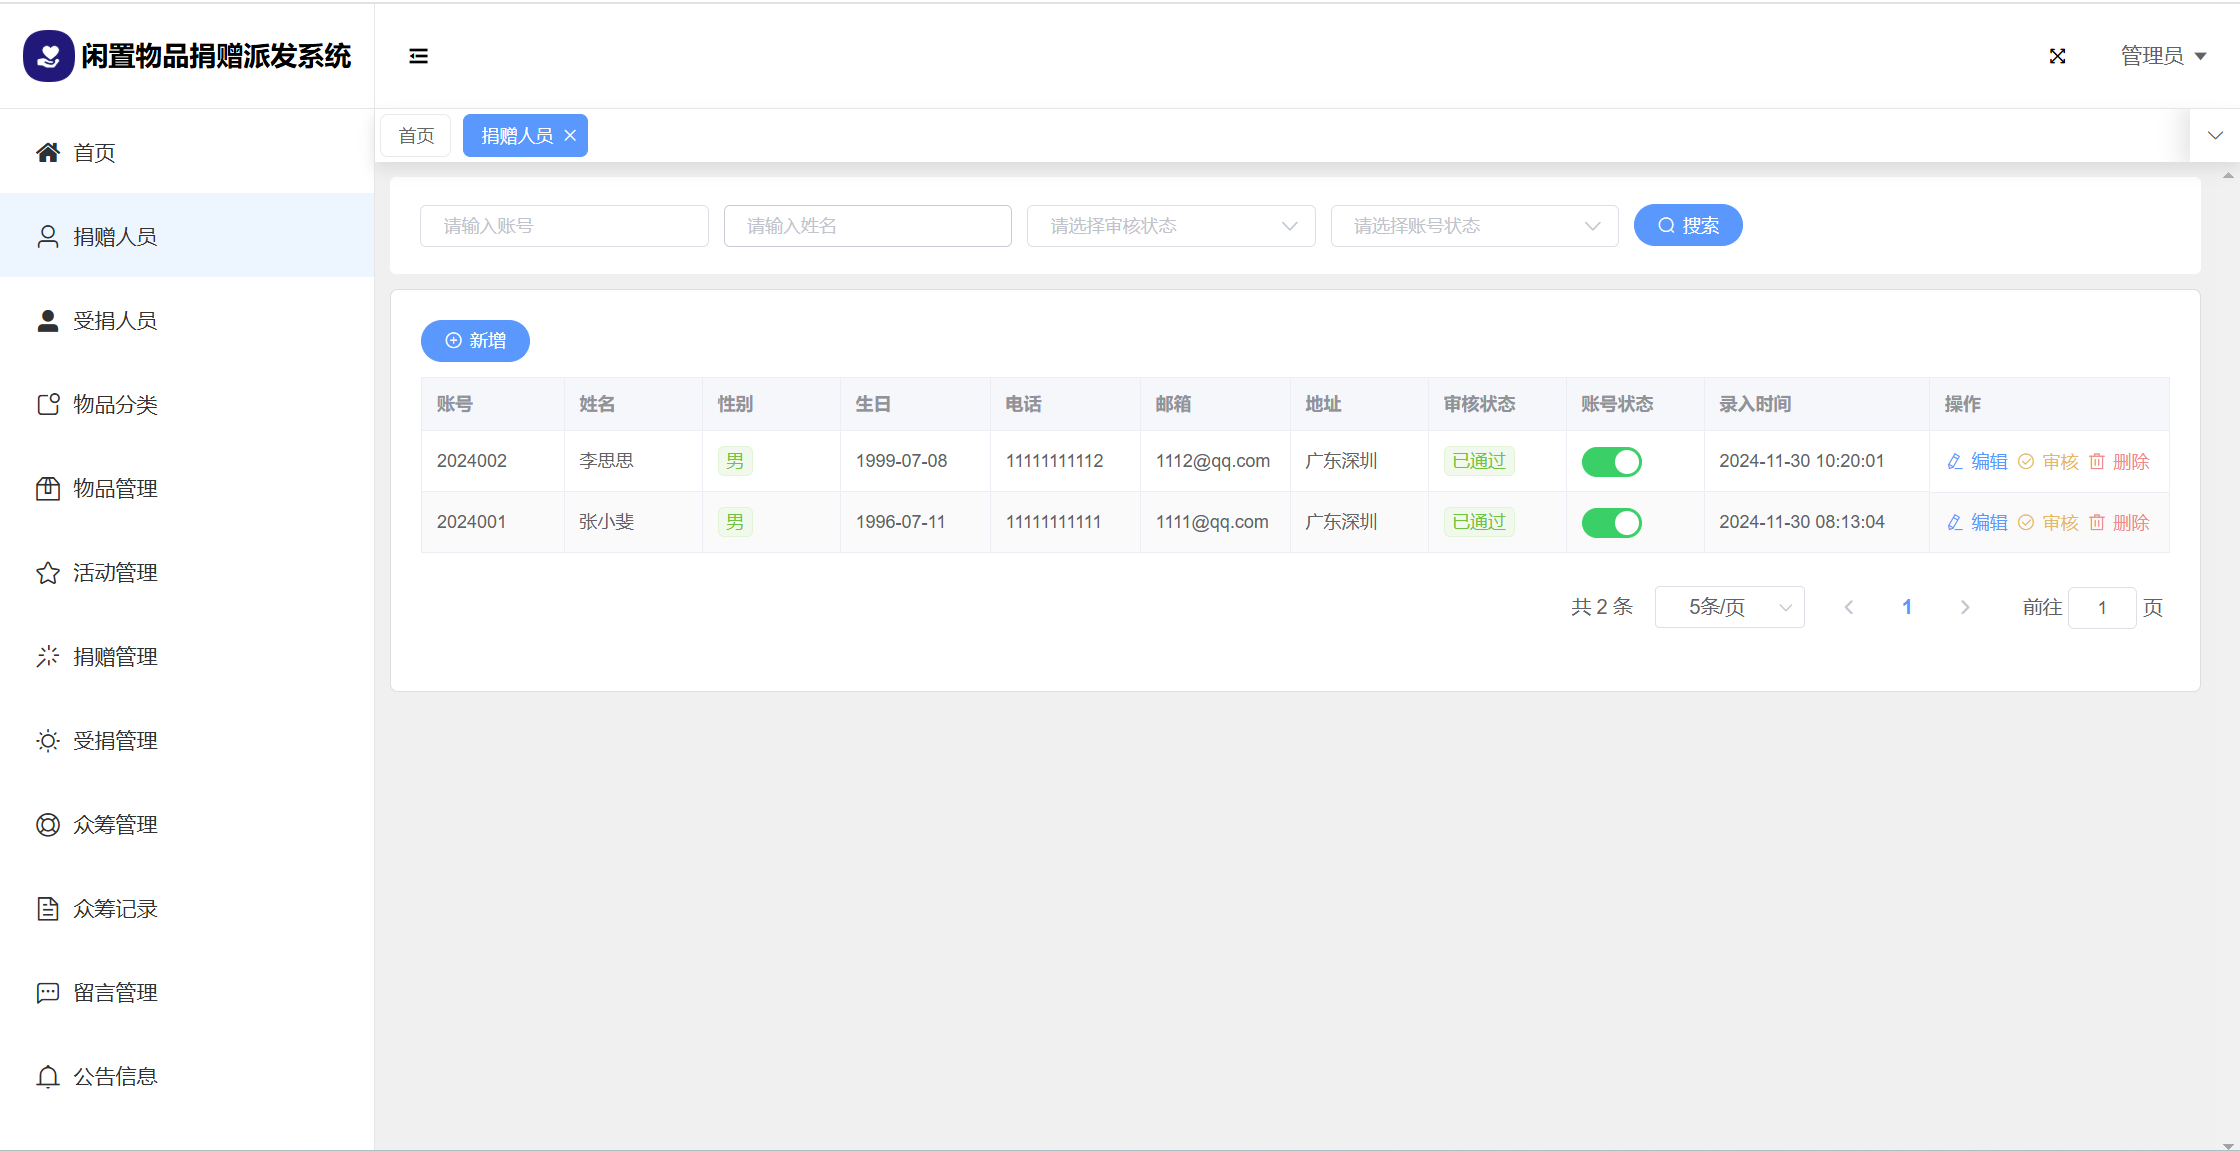 闲置物品捐赠派发系统
管理员
首页
捐赠人员
受捐人员
物品分类
物品管理
活动管理
捐赠管理
受捐管理
众筹管理
众筹记录
留言管理
公告信息
首页 捐赠人员
请输入账号 请输入姓名 请选择审核状态 请选择账号状态 搜索
新增
账号 姓名 性别 生日 电话 邮箱 地址 审核状态 账号状态 录入时间 操作
2024002 李思思 男 1999-07-08 11111111112 1112@qq.com 广东深圳 已通过 2024-11-30 10:20:01 编辑 审核 删除
2024001 张小斐 男 1996-07-11 11111111111 1111@qq.com 广东深圳 已通过 2024-11-30 08:13:04 编辑 审核 删除
共 2 条 5条/页 1 前往 1 页